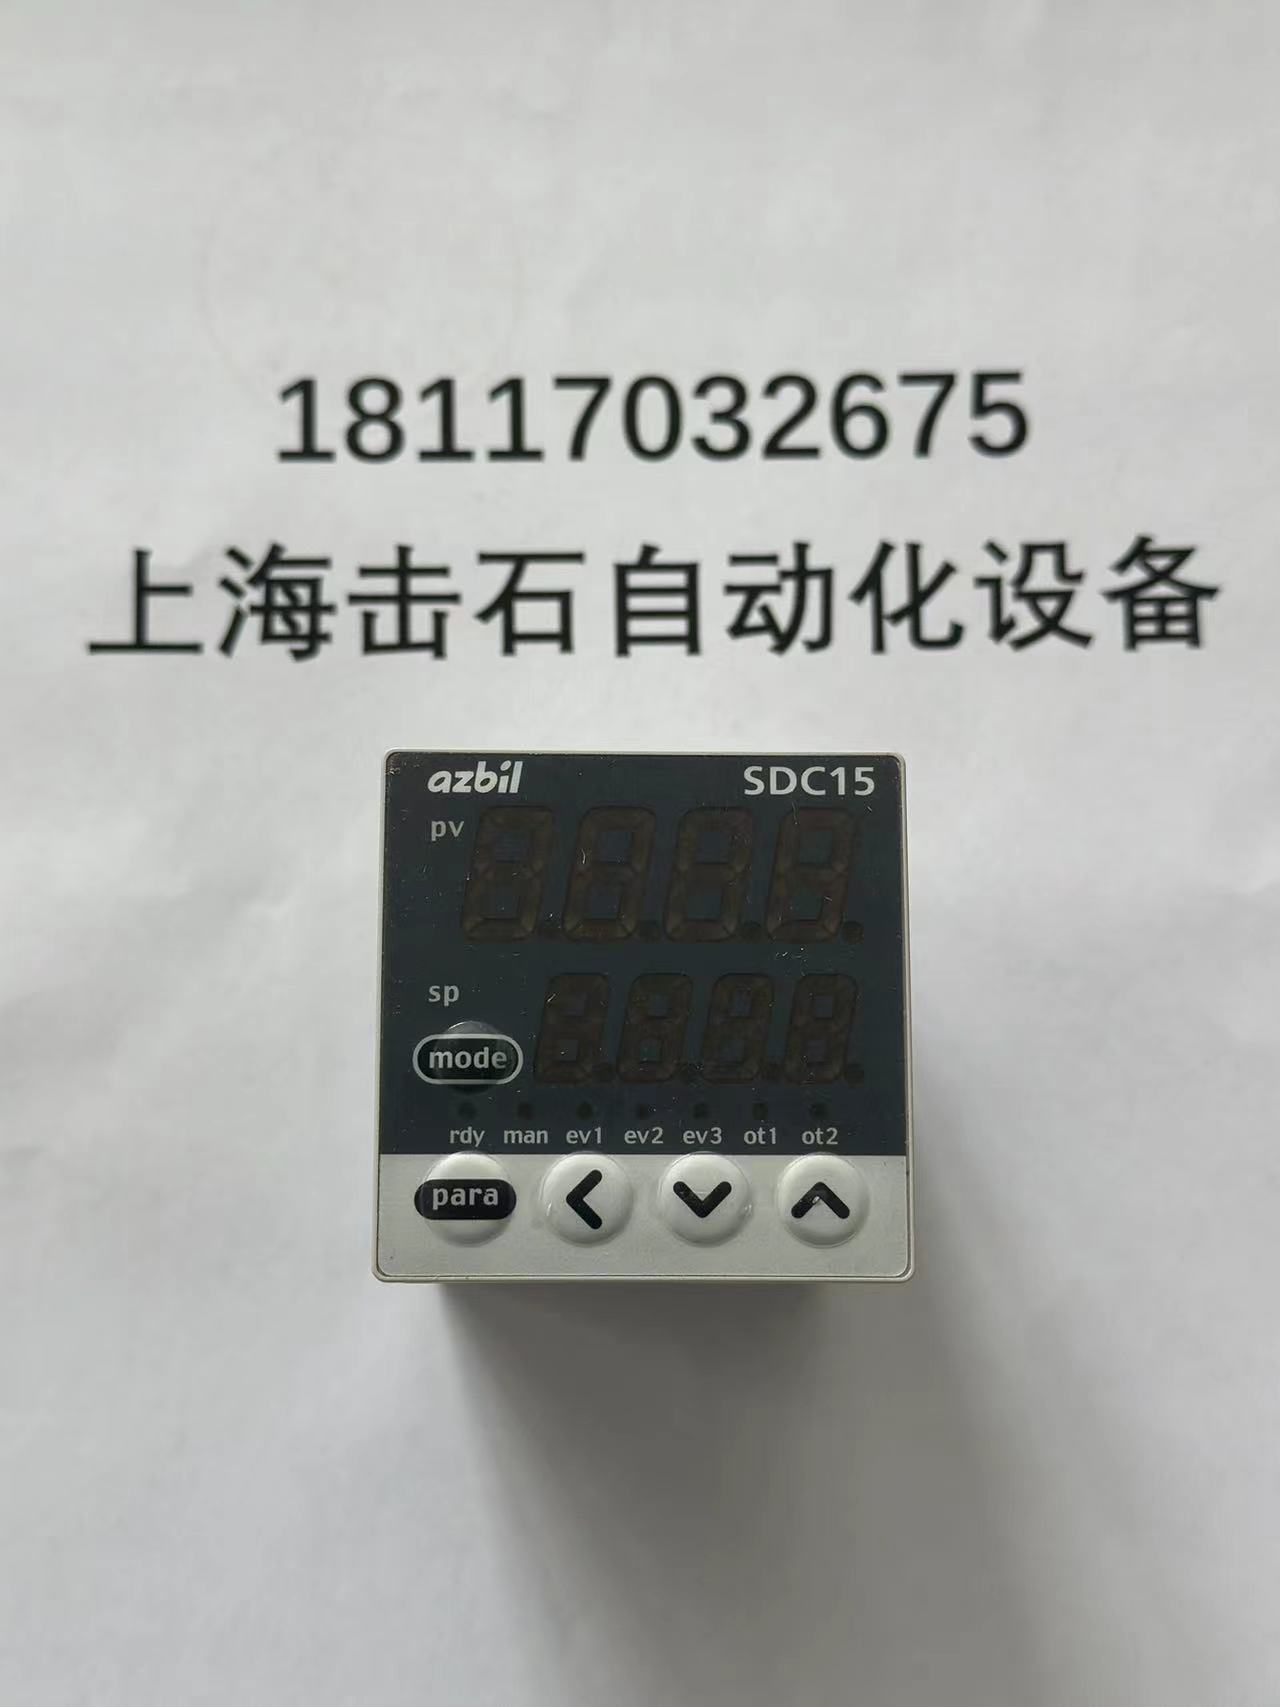 18117032675
上海击石自动化设备
azbil SDC15
pv
sp
mode
rdy man ev1 ev2 ev3 ot1 ot2
para